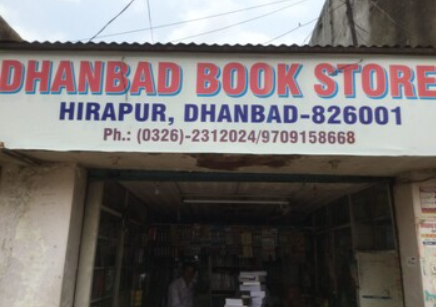 DHANBAD BOOK STORE
HIRAPUR, DHANBAD-826001
Ph.: (0326)-2312024/9709158668